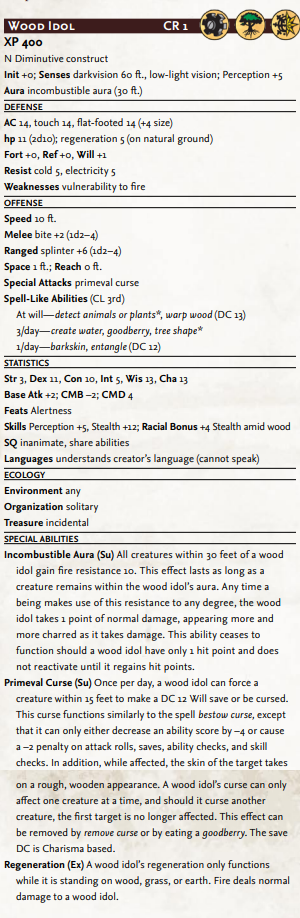 Wood Idol CR 1
XP 400
N Diminutive construct
Init +0; Senses darkvision 60 ft., low-light vision; Perception +5
Aura incombustible aura (30 ft.)
DEFENSE
AC 14, touch 14, flat-footed 14 (+4 size)
hp 11 (2d10); regeneration 5 (on natural ground)
Fort +0, Ref +0, Will +1
Resist cold 5, electricity 5
Weaknesses vulnerability to fire
OFFENSE
Speed 10 ft.
Melee bite +2 (1d2–4)
Ranged splinter +6 (1d2–4)
Space 1 ft.; Reach 0 ft.
Special Attacks primeval curse
Spell-Like Abilities (CL 3rd)
At will—detect animals or plants*, warp wood (DC 13)
3/day—create water, goodberry, tree shape*
1/day—barkskin, entangle (DC 12)
STATISTICS
Str 3, Dex 11, Con 10, Int 5, Wis 13, Cha 13
Base Atk +2; CMB –2; CMD 4
Feats Alertness
Skills Perception +5, Stealth +12; Racial Bonus +4 Stealth amid wood
SQ inanimate, share abilities
Languages understands creator's language (cannot speak)
ECOLOGY
Environment any
Organization solitary
Treasure incidental
SPECIAL ABILITIES
Incombustible Aura (Su) All creatures within 30 feet of a wood
idol gain fire resistance 10. This effect lasts as long as a
creature remains within the wood idol's aura. Any time a
being makes use of this resistance to any degree, the wood
idol takes 1 point of normal damage, appearing more and
more charred as it takes damage. This ability ceases to
function should a wood idol have only 1 hit point and does
not reactivate until it regains hit points.
Primeval Curse (Su) Once per day, a wood idol can force a
creature within 15 feet to make a DC 12 Will save or be cursed.
This curse functions similarly to the spell bestow curse, except
that it can only either decrease an ability score by –4 or cause
a –2 penalty on attack rolls, saves, ability checks, and skill
checks. In addition, while affected, the skin of the target takes
on a rough, wooden appearance. A wood idol's curse can only
affect one creature at a time, and should it curse another
creature, the first target is no longer affected. This effect can
be removed by remove curse or by eating a goodberry. The save
DC is Charisma based.
Regeneration (Ex) A wood idol's regeneration only functions
while it is standing on wood, grass, or earth. Fire deals normal
damage to a wood idol.